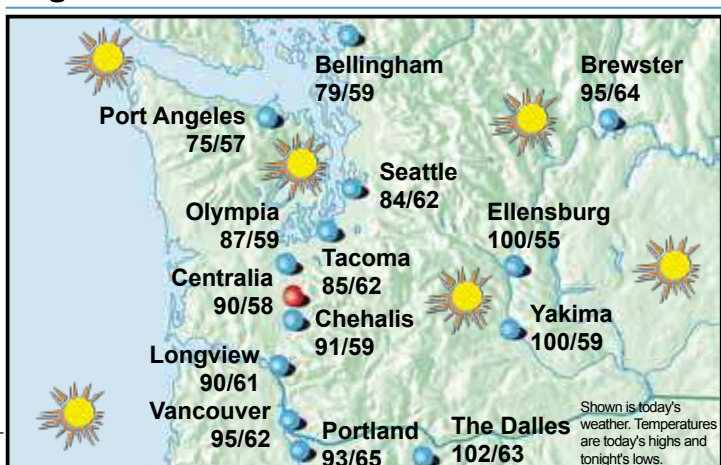 Bellingham
79/59
Brewster
95/64
Port Angeles
75/57
Seattle
84/62
Olympia
87/59
Ellensburg
100/55
Tacoma
85/62
Centralia
90/58
Chehalis
91/59
Yakima
100/59
Longview
90/61
Vancouver
95/62
Portland
93/65
The Dalles
102/63
Shown is today's
weather. Temperatures
are today's highs and
tonight's lows.